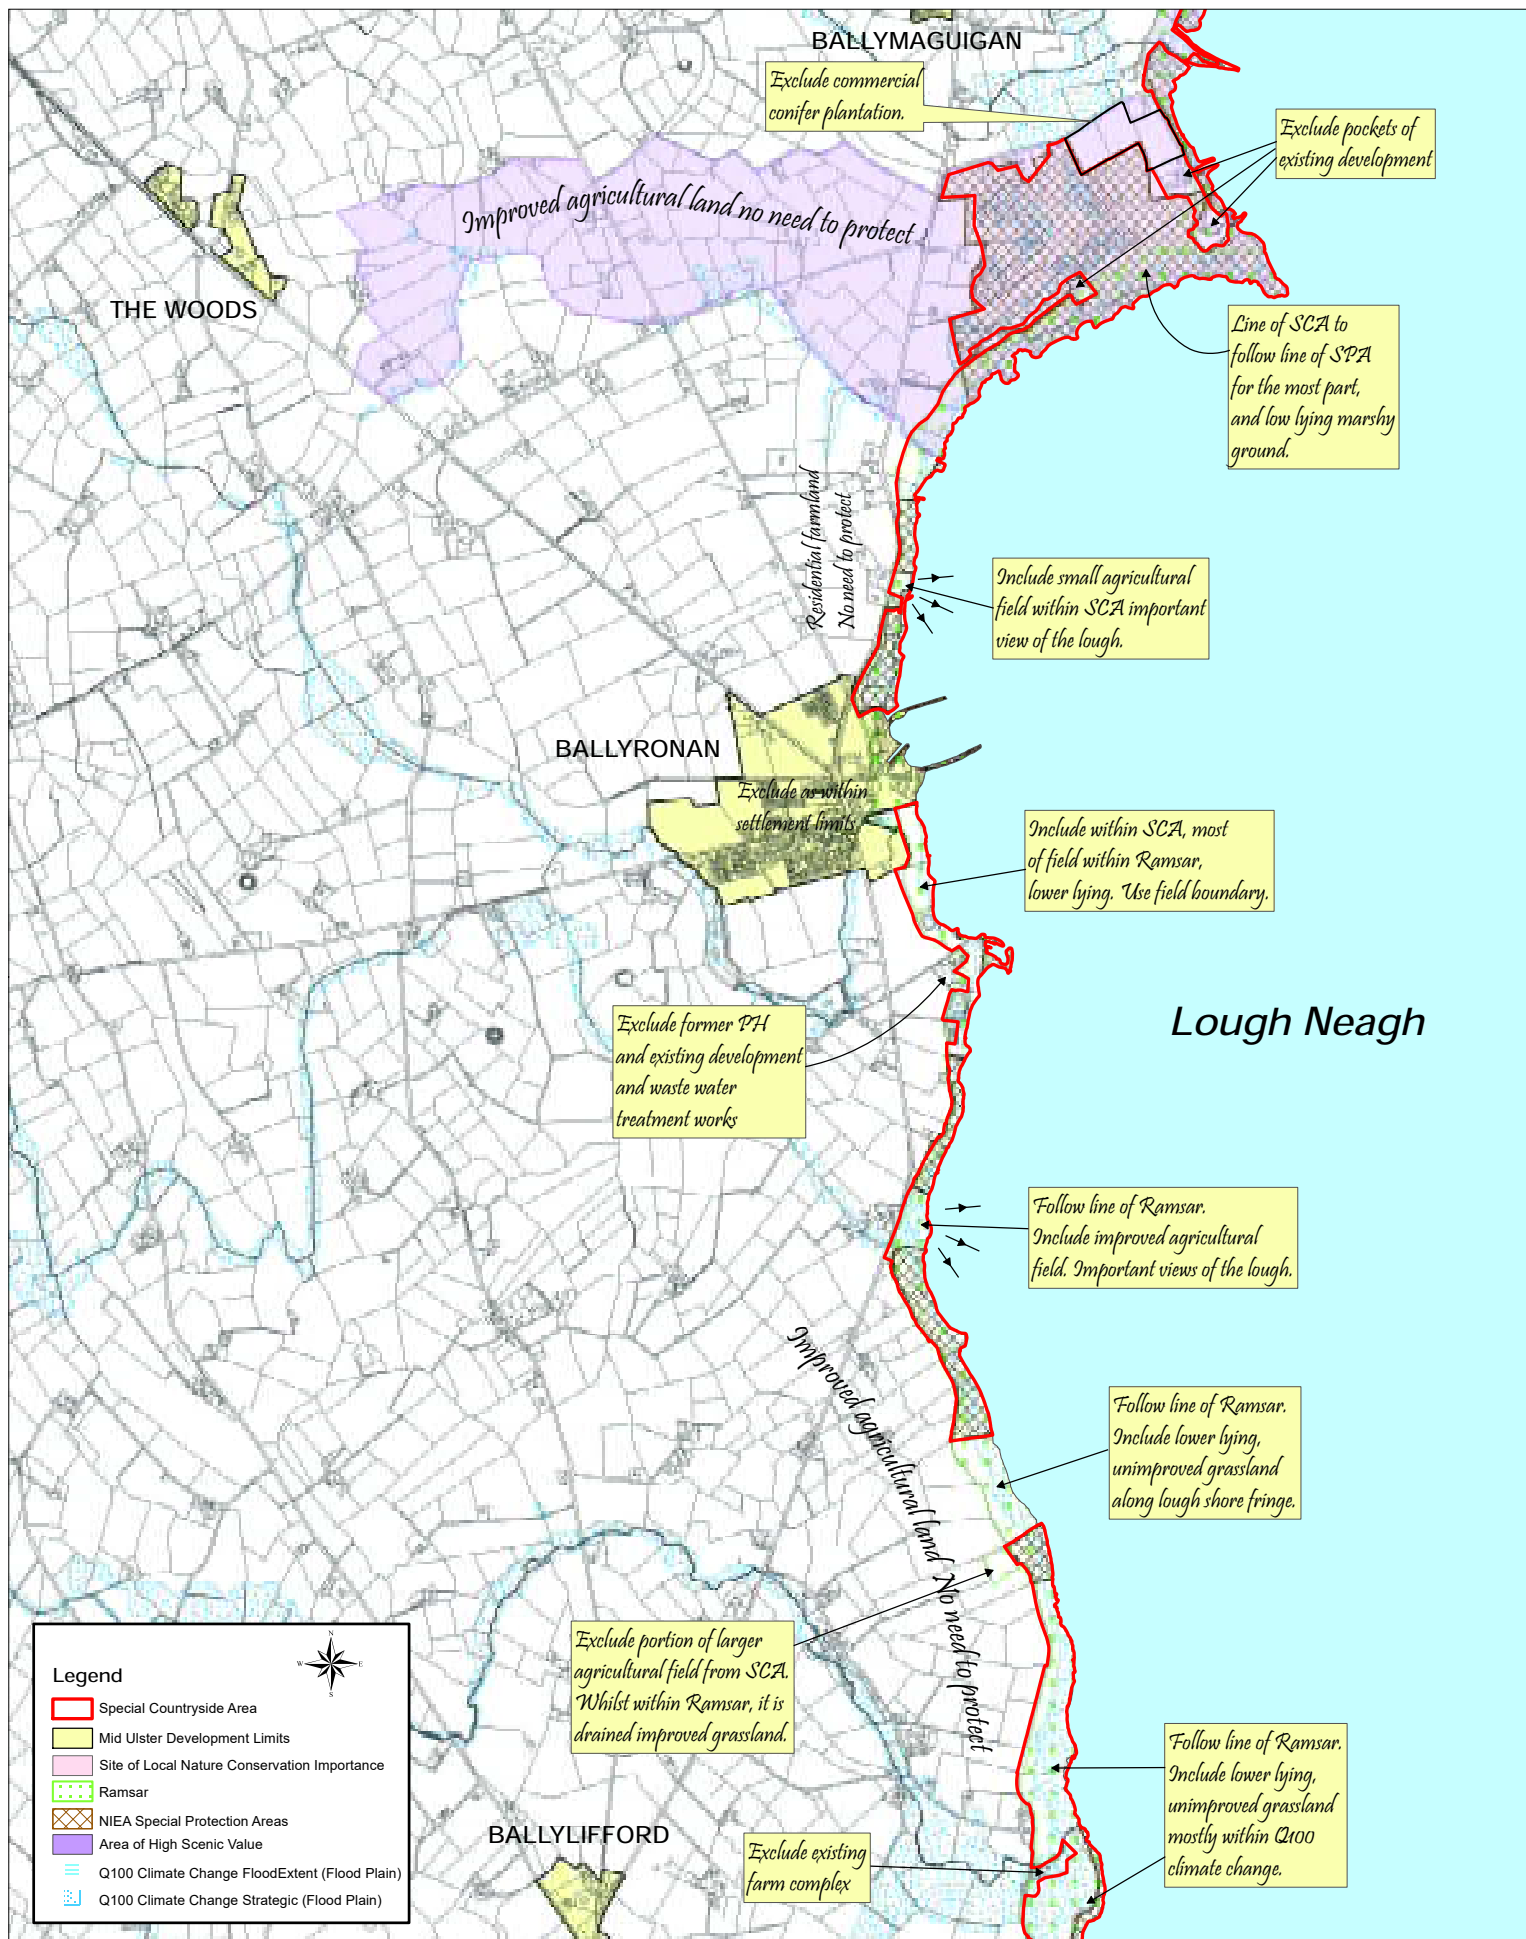 BALLYMAGUIGAN
Exclude commercial
conifer plantation.
Exclude pockets of
existing development
Improved agricultural land no need to protect
THE WOODS
Line of SCA to
follow line of SPA
for the most part,
and low lying marshy
ground.
Residential farmland
No need to protect
Include small agricultural
field within SCA important
view of the lough.
BALLYRONAN
Exclude as within
settlement limits
Include within SCA, most
of field within Ramsar,
lower lying. Use field boundary.
Lough Neagh
Exclude former PH
and existing development
and waste water
treatment works
Follow line of Ramsar.
Include improved agricultural
field. Important views of the lough.
Improved agricultural land No need to protect
Follow line of Ramsar.
Include lower lying,
unimproved grassland
along lough shore fringe.
Exclude portion of larger
agricultural field from SCA.
Whilst within Ramsar, it is
drained improved grassland.
Follow line of Ramsar.
Include lower lying,
unimproved grassland
mostly within Q100
climate change.
BALLYLIFFORD
Exclude existing
farm complex
N
W E
S
Legend
Special Countryside Area
Mid Ulster Development Limits
Site of Local Nature Conservation Importance
Ramsar
NIEA Special Protection Areas
Area of High Scenic Value
Q100 Climate Change FloodExtent (Flood Plain)
Q100 Climate Change Strategic (Flood Plain)